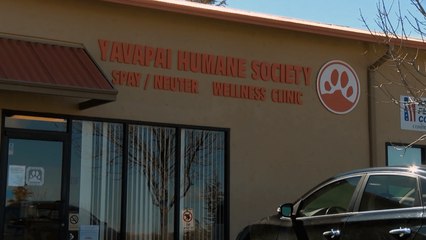 YAVAPAI HUMANE SOCIETY
SPAY / NEUTER WELLNESS CLINIC